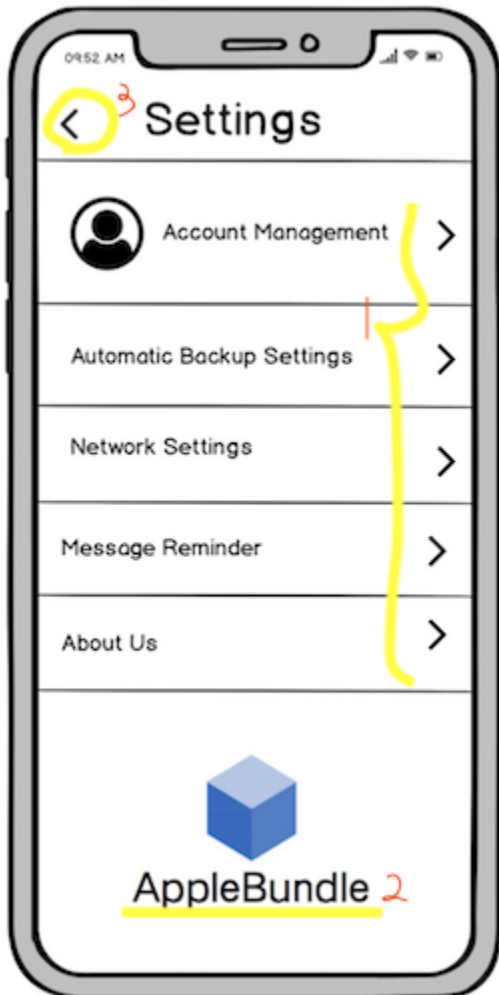 09:52 AM
3
Settings
Account Management
1
Automatic Backup Settings
Network Settings
Message Reminder
About Us
AppleBundle 2